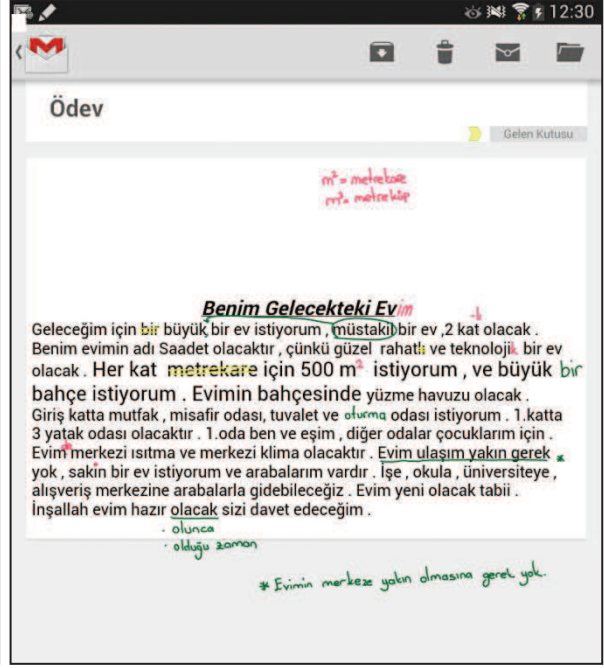 12:30
Ödev
Gelen Kutusu
m² = metrekare
m³ = metreküp
Benim Gelecekteki Evim
Geleceğim için bir büyük bir ev istiyorum , müstakil bir ev ,2 kat olacak .
Benim evimin adı Saadet olacaktır , çünkü güzel rahatlı ve teknolojik bir ev
olacak . Her kat metrekare için 500 m² istiyorum , ve büyük bir
bahçe istiyorum . Evimin bahçesinde yüzme havuzu olacak .
Giriş katta mutfak , misafir odası, tuvalet ve oturma odası istiyorum . 1.katta
3 yatak odası olacaktır . 1.oda ben ve eşim , diğer odalar çocuklarım için .
Evim merkezi ısıtma ve merkezi klima olacaktır . Evim ulaşım yakın gerek *
yok , sakin bir ev istiyorum ve arabalarım vardır . İşe , okula , üniversiteye ,
alışveriş merkezine arabalarla gidebileceğiz . Evim yeni olacak tabii .
İnşallah evim hazır olacak sizi davet edeceğim .
· olunca
· olduğu zaman
* Evimin merkeze yakın olmasına gerek yok.